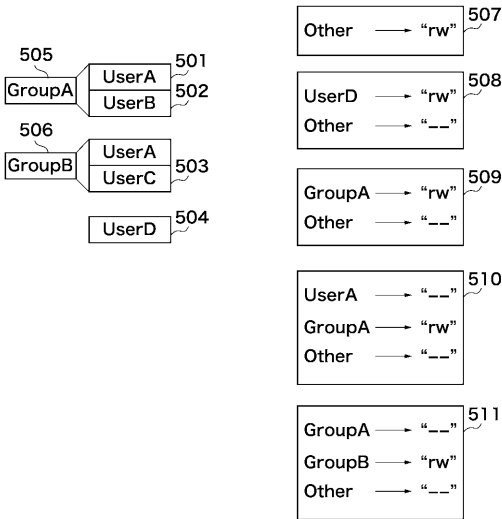 505
GroupA
UserA
501
UserB
502
506
GroupB
UserA
UserC
503
UserD
504
507
Other → “rw”
508
UserD → “rw”
Other → “––”
509
GroupA → “rw”
Other → “––”
510
UserA → “––”
GroupA → “rw”
Other → “––”
511
GroupA → “––”
GroupB → “rw”
Other → “––”